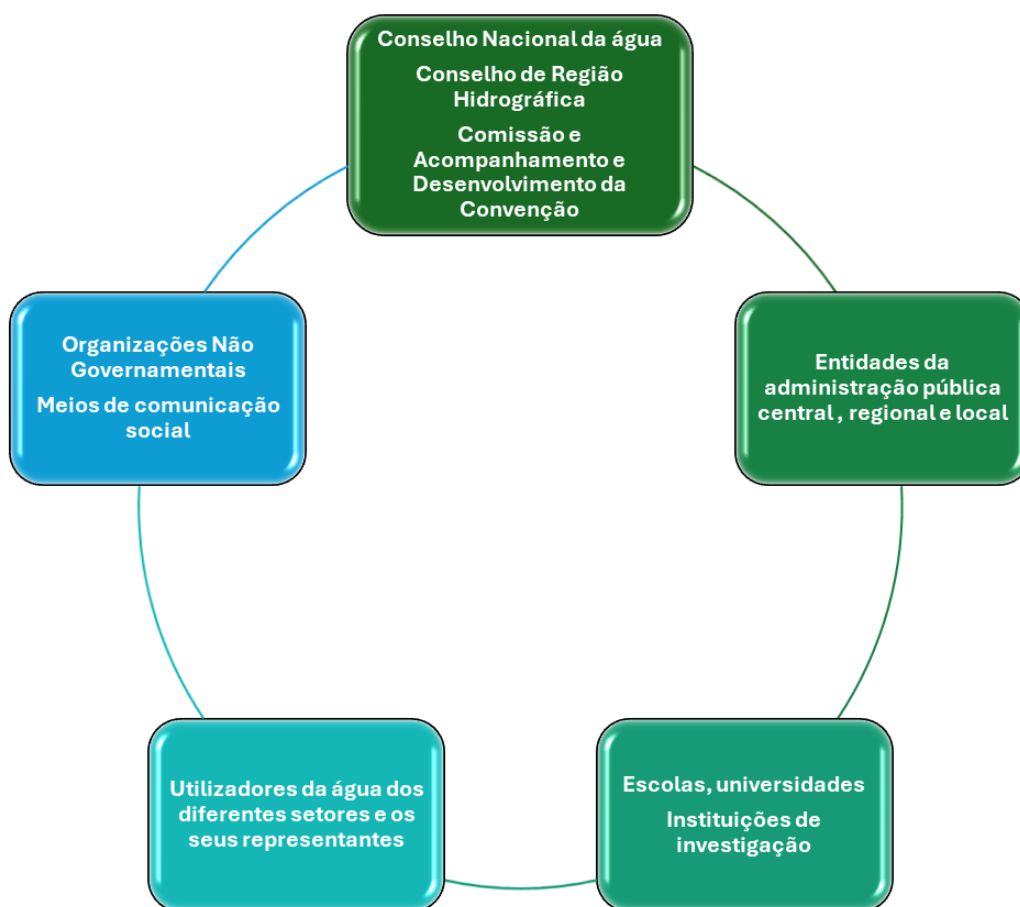 Conselho Nacional da água
Conselho de Região
Hidrográfica
Comissão e
Acompanhamento e
Desenvolvimento da
Convenção
Entidades da
administração pública
central , regional e local
Escolas, universidades
Instituições de
investigação
Utilizadores da água dos
diferentes setores e os
seus representantes
Organizações Não
Governamentais
Meios de comunicação
social